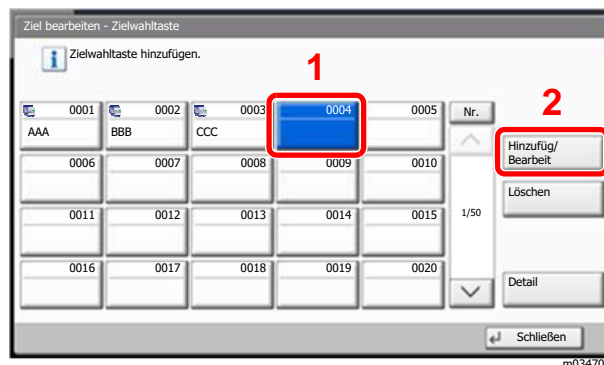 Ziel bearbeiten - Zielwahltaste
Zielwahltaste hinzufügen.
1
0001 0002 0003 0004 0005 Nr. 2
AAA BBB CCC
Hinzufüg/
Bearbeit
0006 0007 0008 0009 0010
Löschen
0011 0012 0013 0014 0015 1/50
0016 0017 0018 0019 0020
Detail
Schließen
m03470